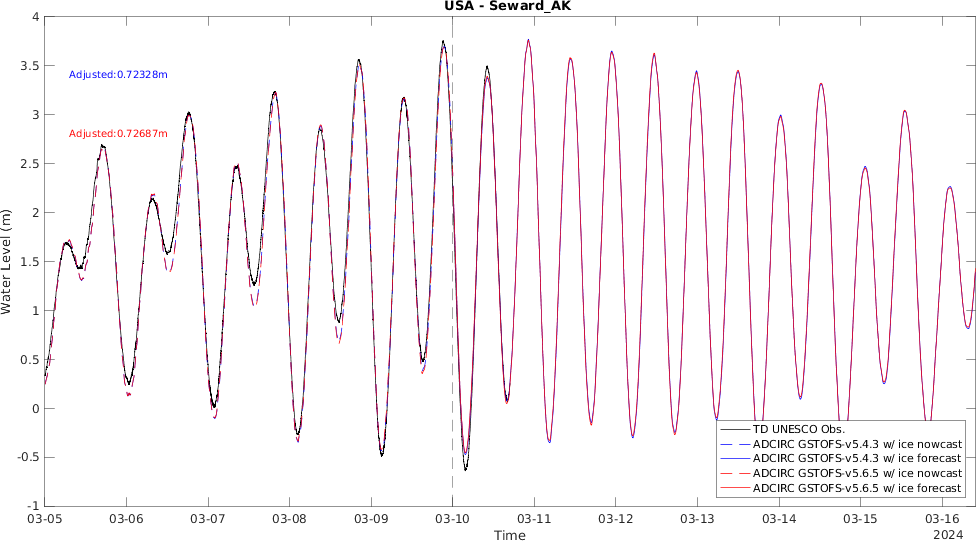 USA - Seward_AK
4
3.5
3
2.5
2
1.5
1
0.5
0
-0.5
-1
Water Level (m)
Adjusted:0.72328m
Adjusted:0.72687m
TD UNESCO Obs.
ADCIRC GSTOFS-v5.4.3 w/ ice nowcast
ADCIRC GSTOFS-v5.4.3 w/ ice forecast
ADCIRC GSTOFS-v5.6.5 w/ ice nowcast
ADCIRC GSTOFS-v5.6.5 w/ ice forecast
03-05 03-06 03-07 03-08 03-09 03-10 03-11 03-12 03-13 03-14 03-15 03-16
Time
2024